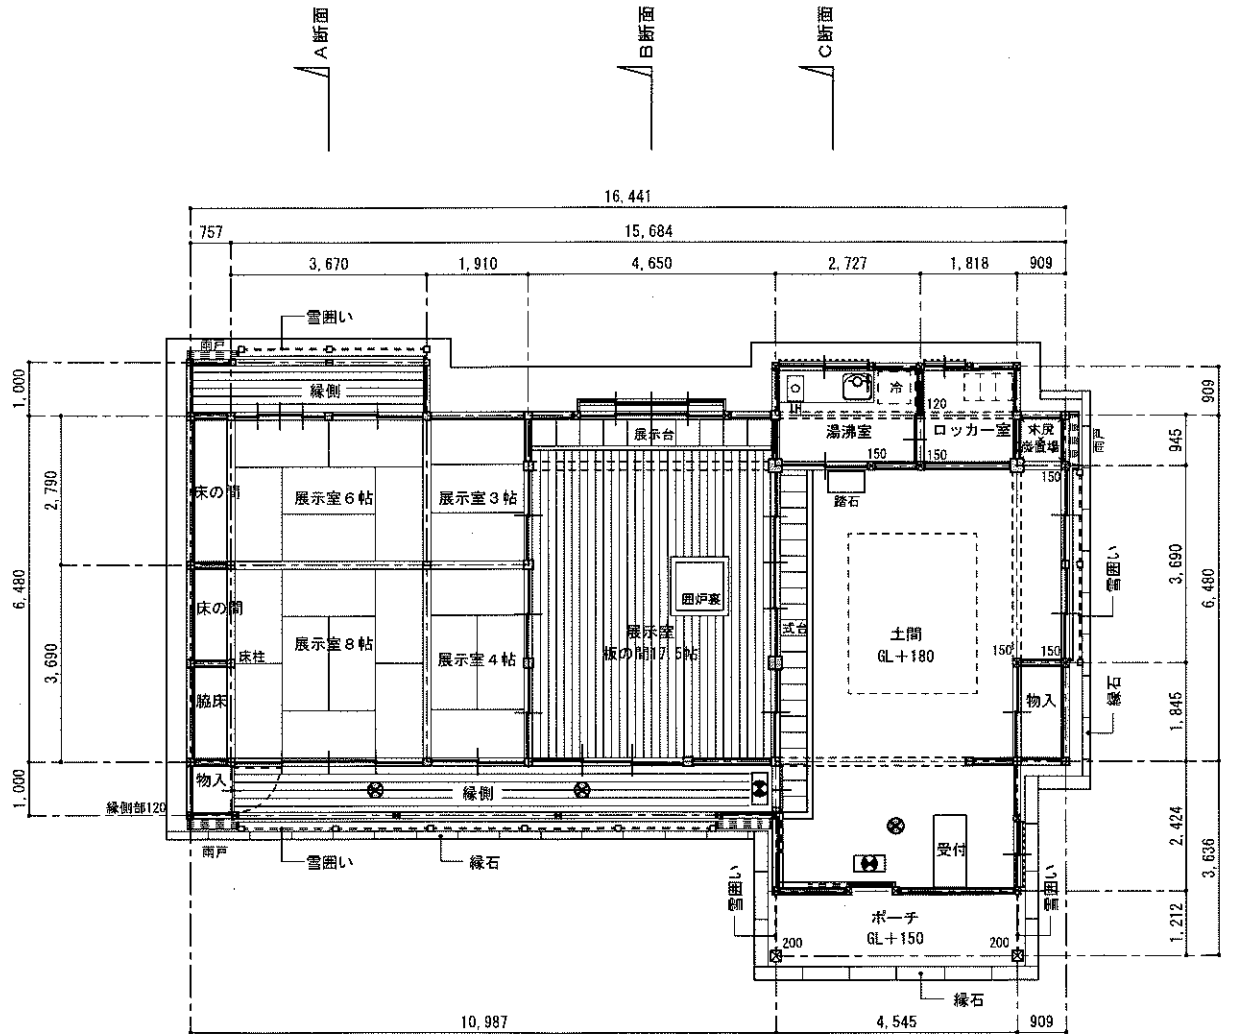 A断面
B断面
C断面
16,441
757
15,684
3,670
1,910
4,650
2,727
1,818
909
雪囲い
雨戸
1,000
縁側
IH
冷
120
909
展示台
湯沸室
ロッカー室
雨戸
945
150
150
150
2,790
床の間
展示室6帖
展示室3帖
踏石
6,480
囲炉裏
3,690
雪囲い
6,480
床の間
展示室
式台
土間
展示室8帖
板の間17.5帖
GL+180
床柱
展示室4帖
150
150
3,690
脇床
物入
縁石
1,845
物入
縁側
1,000
縁側部120
雨戸
雪囲い
縁石
受付
2,424
3,636
雪囲い
雪囲い
ポーチ
GL+150
200
200
1,212
縁石
10,987
4,545
909